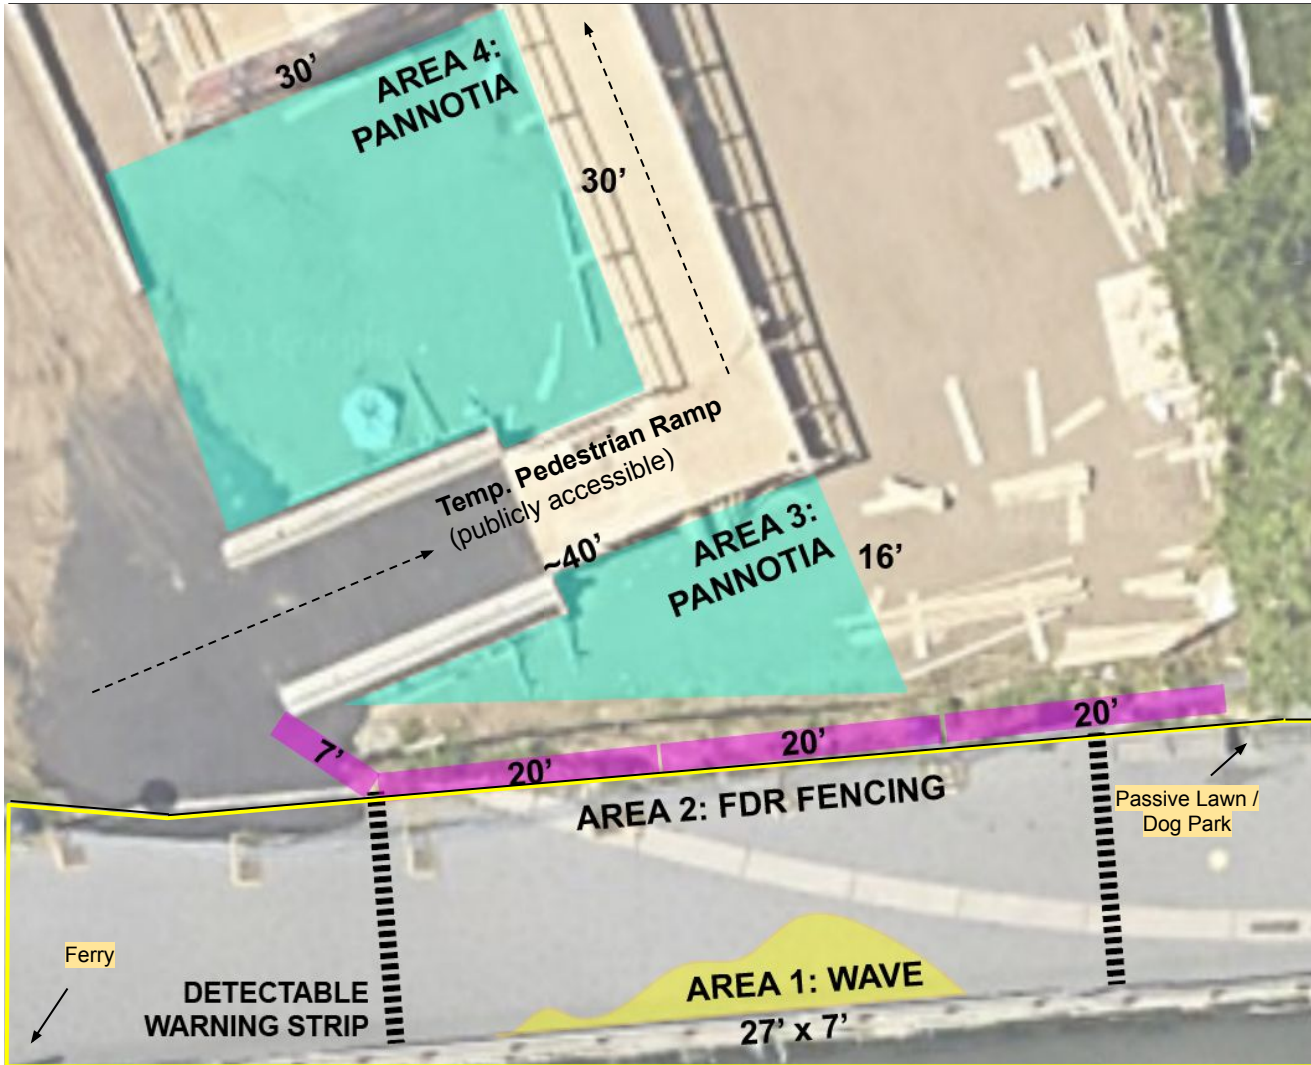 30’
AREA 4:
PANNOTIA
30’
Temp. Pedestrian Ramp
(publicly accessible)
~40’
AREA 3:
PANNOTIA
16’
7’
20’
20’
20’
AREA 2: FDR FENCING
Passive Lawn /
Dog Park
Ferry
DETECTABLE
WARNING STRIP
AREA 1: WAVE
27’ x 7’